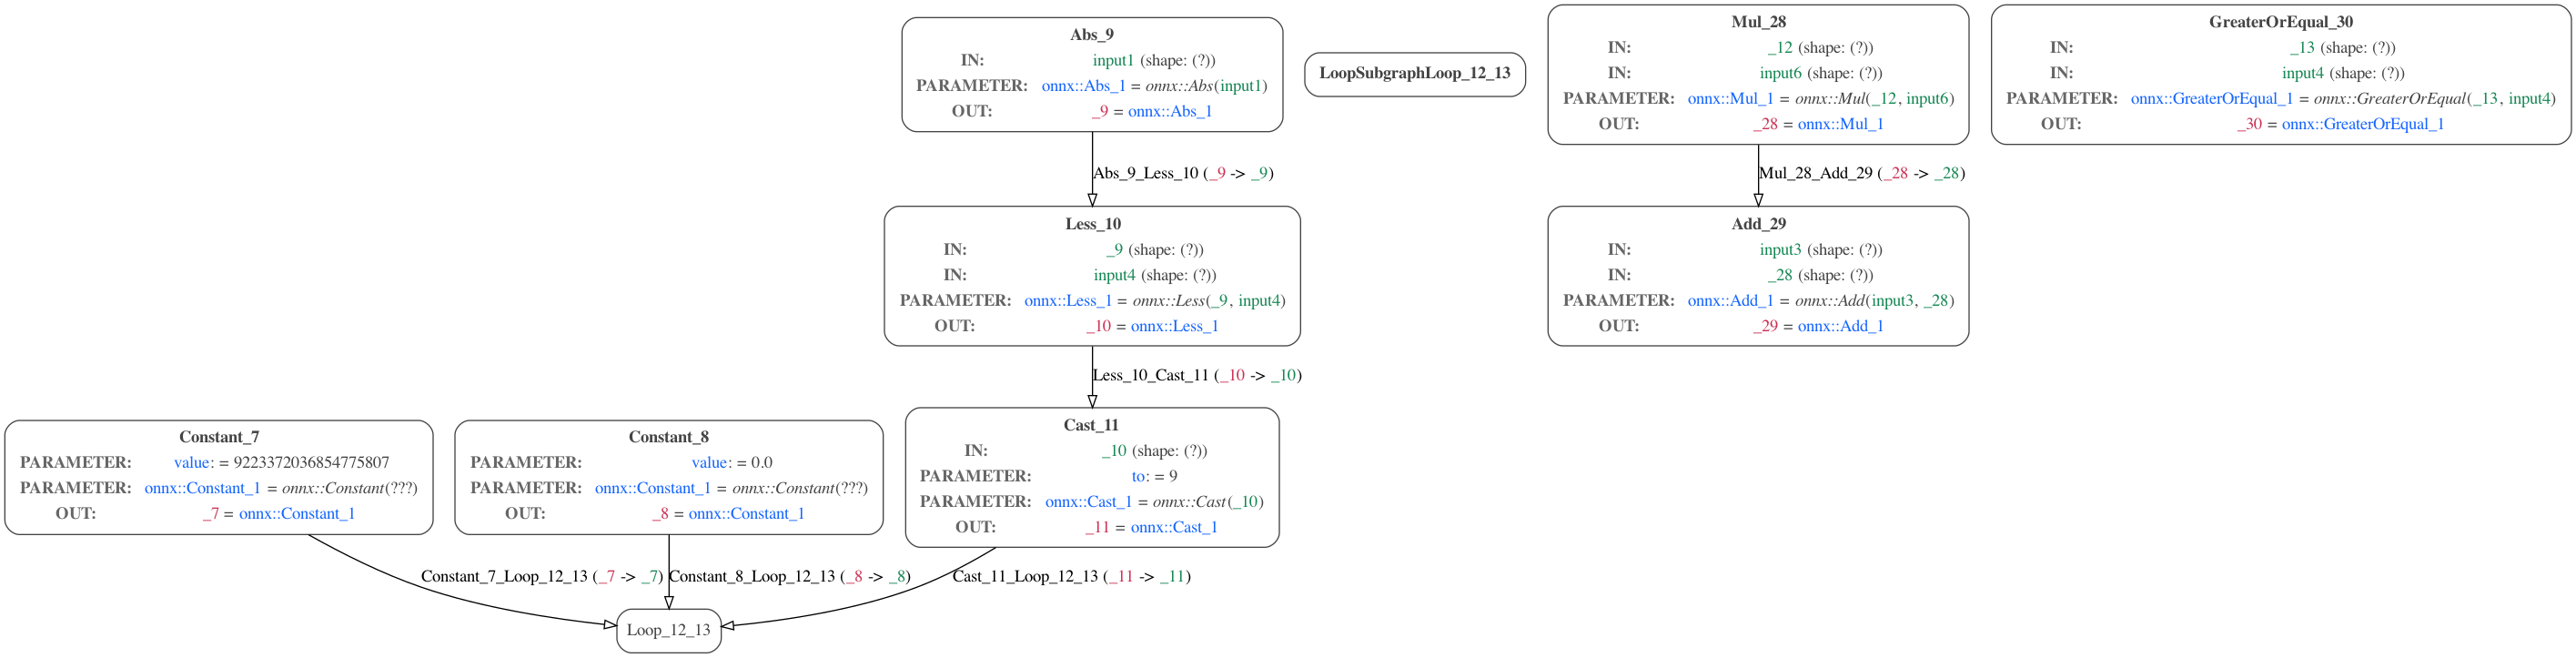 Abs_9
IN: input1 (shape: (?))
PARAMETER: onnx::Abs_1 = onnx::Abs(input1)
OUT: _9 = onnx::Abs_1
LoopSubgraphLoop_12_13
Mul_28
IN: _12 (shape: (?))
IN: input6 (shape: (?))
PARAMETER: onnx::Mul_1 = onnx::Mul(_12, input6)
OUT: _28 = onnx::Mul_1
GreaterOrEqual_30
IN: _13 (shape: (?))
IN: input4 (shape: (?))
PARAMETER: onnx::GreaterOrEqual_1 = onnx::GreaterOrEqual(_13, input4)
OUT: _30 = onnx::GreaterOrEqual_1
Abs_9_Less_10 (_9 -> _9)
Mul_28_Add_29 (_28 -> _28)
Less_10
IN: _9 (shape: (?))
IN: input4 (shape: (?))
PARAMETER: onnx::Less_1 = onnx::Less(_9, input4)
OUT: _10 = onnx::Less_1
Add_29
IN: input3 (shape: (?))
IN: _28 (shape: (?))
PARAMETER: onnx::Add_1 = onnx::Add(input3, _28)
OUT: _29 = onnx::Add_1
Less_10_Cast_11 (_10 -> _10)
Constant_7
PARAMETER: value: = 9223372036854775807
PARAMETER: onnx::Constant_1 = onnx::Constant(???)
OUT: _7 = onnx::Constant_1
Constant_8
PARAMETER: value: = 0.0
PARAMETER: onnx::Constant_1 = onnx::Constant(???)
OUT: _8 = onnx::Constant_1
Cast_11
IN: _10 (shape: (?))
PARAMETER: to: = 9
PARAMETER: onnx::Cast_1 = onnx::Cast(_10)
OUT: _11 = onnx::Cast_1
Constant_7_Loop_12_13 (_7 -> _7)
Constant_8_Loop_12_13 (_8 -> _8)
Cast_11_Loop_12_13 (_11 -> _11)
Loop_12_13